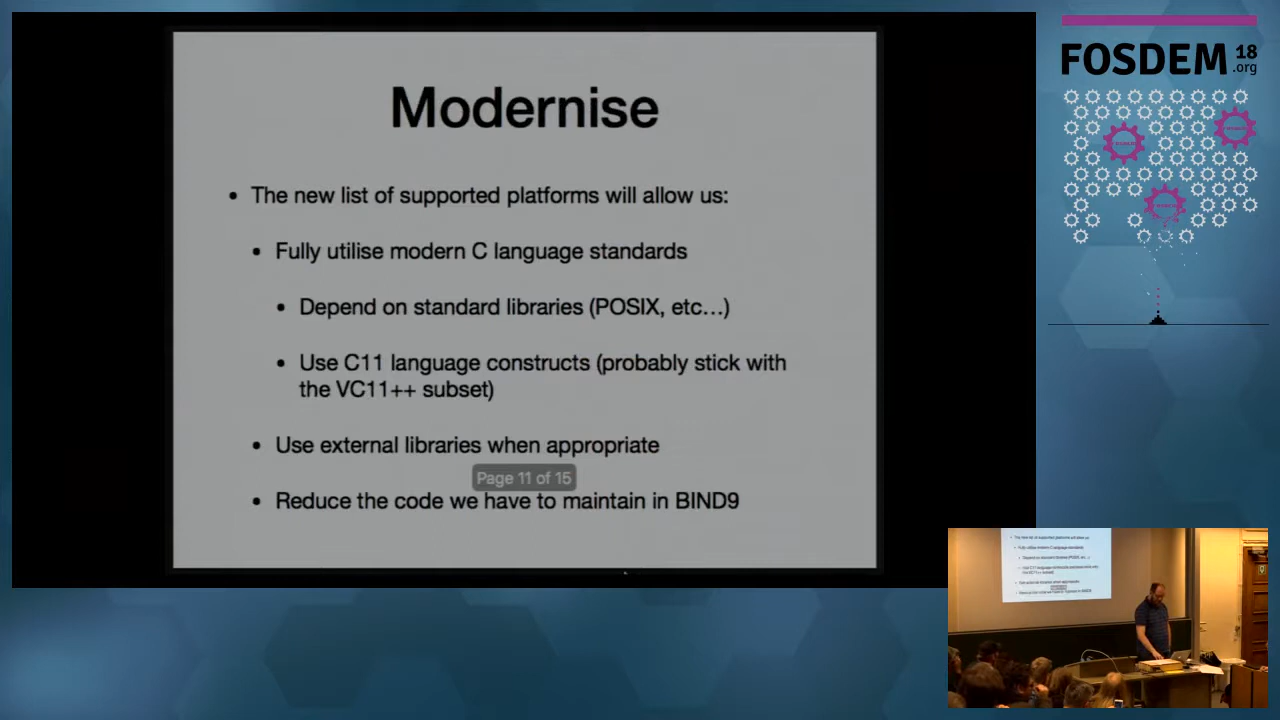 Modernise
• The new list of supported platforms will allow us:
• Fully utilise modern C language standards
• Depend on standard libraries (POSIX, etc…)
• Use C11 language constructs (probably stick with
the VC11++ subset)
• Use external libraries when appropriate
Page 11 of 15
• Reduce the code we have to maintain in BIND9
FOSDEM 18
.org